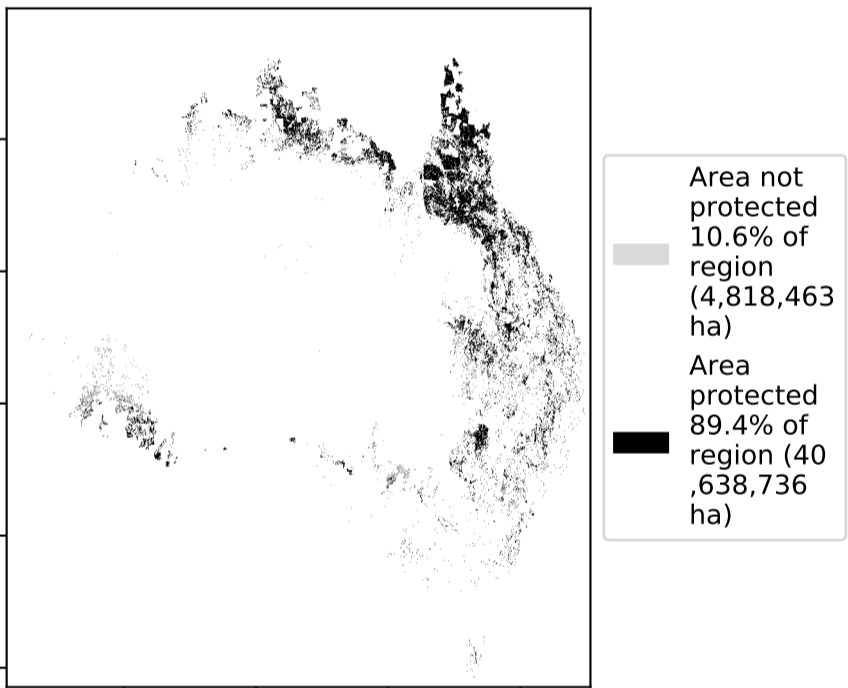 Area not
protected
10.6% of
region
(4,818,463
ha)
Area
protected
89.4% of
region (40
,638,736
ha)